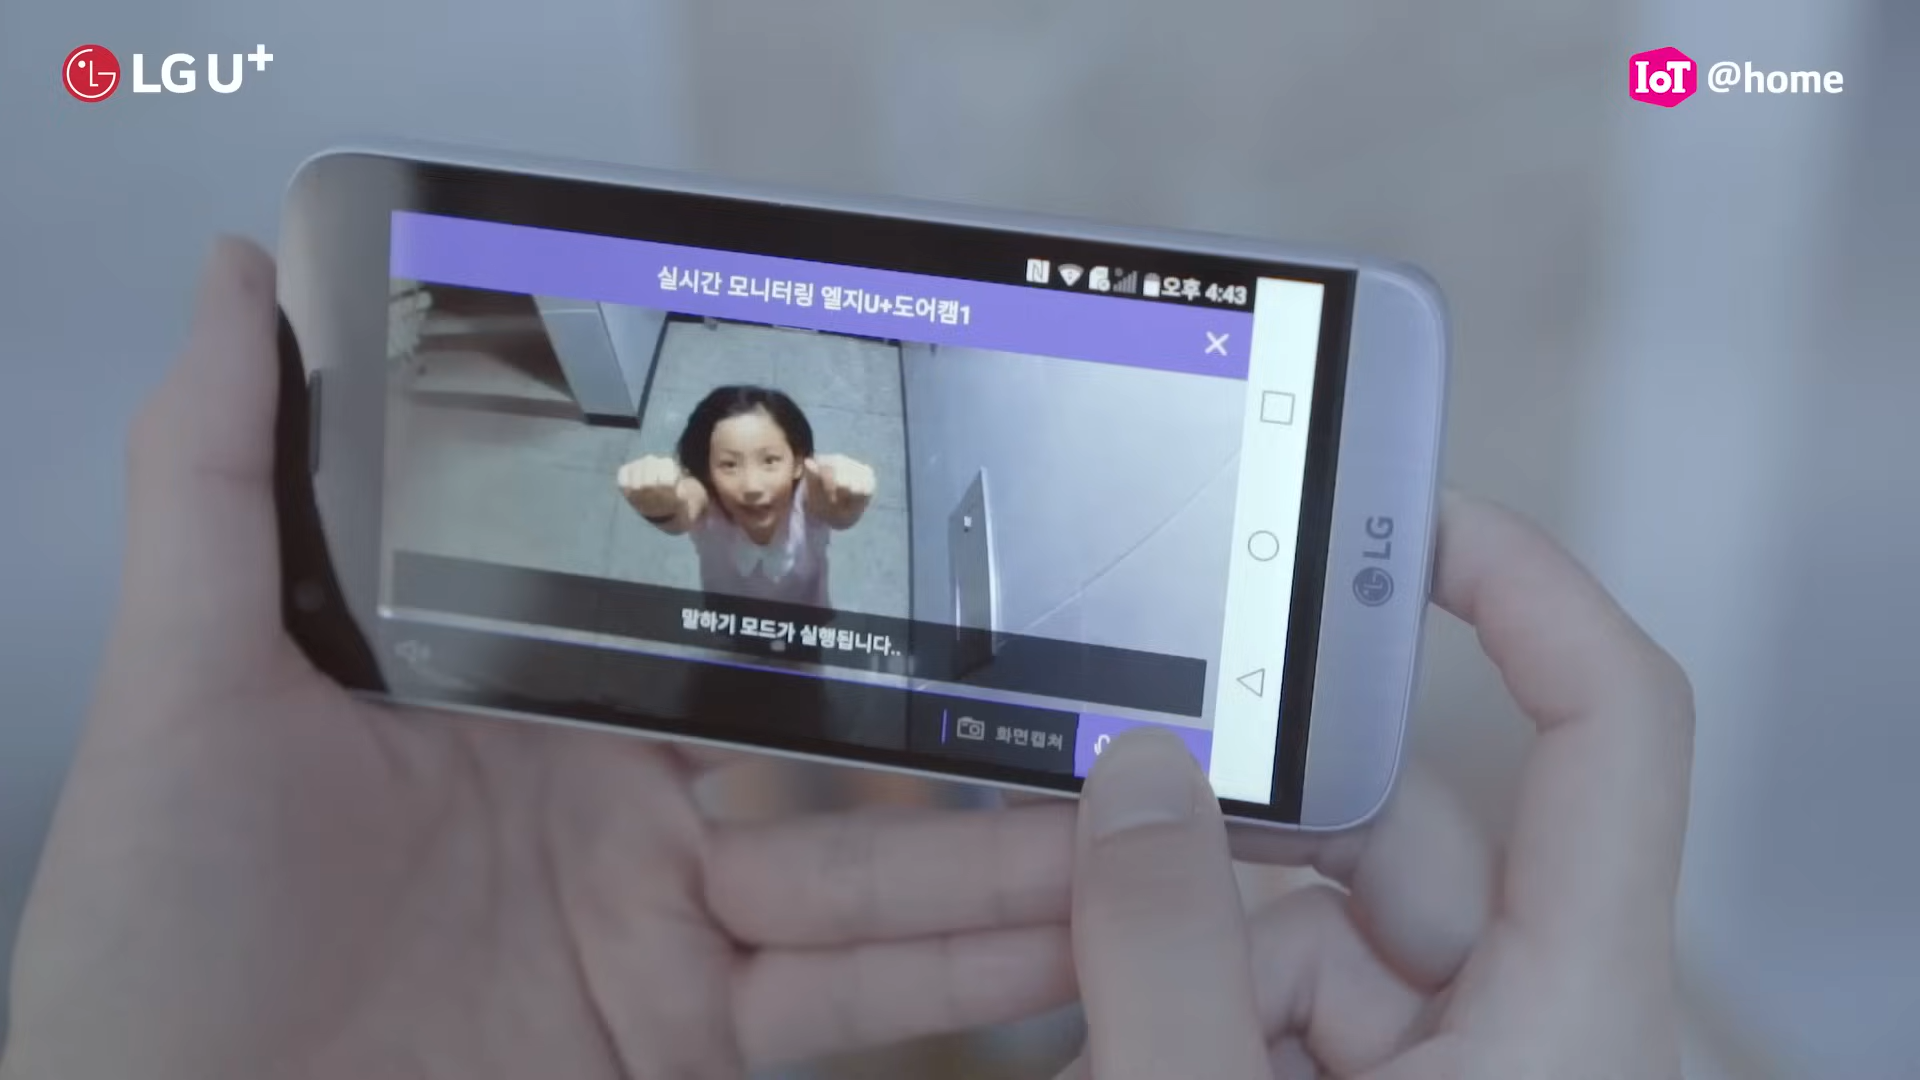 LG U+
IoT @home
오후 4:43
실시간 모니터링 엘지U+도어캠1
말하기 모드가 실행됩니다..
화면캡쳐
LG